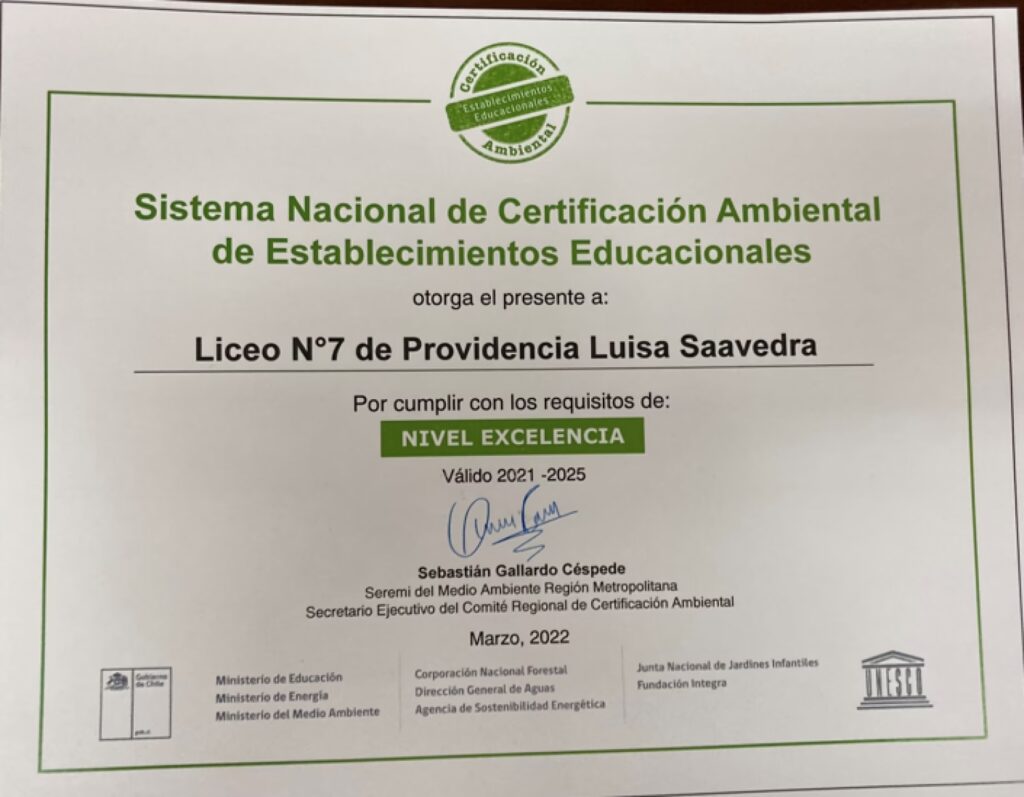 Certificación
Establecimientos
Educacionales
Ambiental
Sistema Nacional de Certificación Ambiental
de Establecimientos Educacionales
otorga el presente a:
Liceo N°7 de Providencia Luisa Saavedra
Por cumplir con los requisitos de:
NIVEL EXCELENCIA
Válido 2021 -2025
Sebastián Gallardo Céspede
Seremi del Medio Ambiente Región Metropolitana
Secretario Ejecutivo del Comité Regional de Certificación Ambiental
Marzo, 2022
Gobierno
de Chile
gob.cl
Ministerio de Educación
Ministerio de Energía
Ministerio del Medio Ambiente
Corporación Nacional Forestal
Dirección General de Aguas
Agencia de Sostenibilidad Energética
Junta Nacional de Jardines Infantiles
Fundación Integra
UNESCO